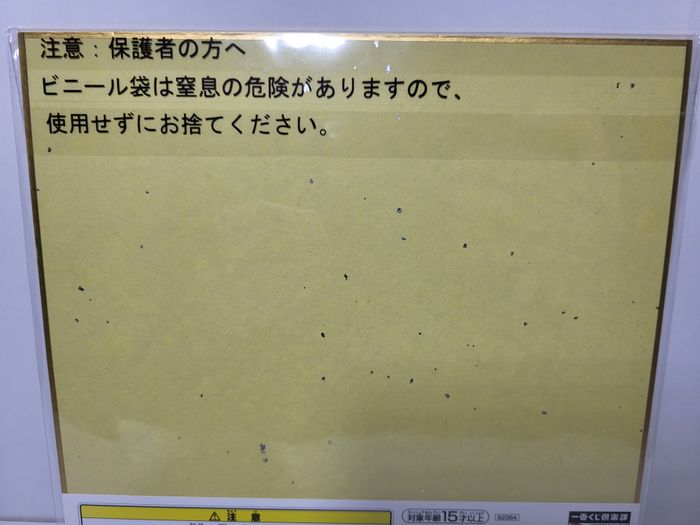 注意：保護者の方へ
ビニール袋は窒息の危険がありますので、
使用せずにお捨てください。
⚠ 注意
対象年齢 15才以上
62364
一番くじ倶楽部